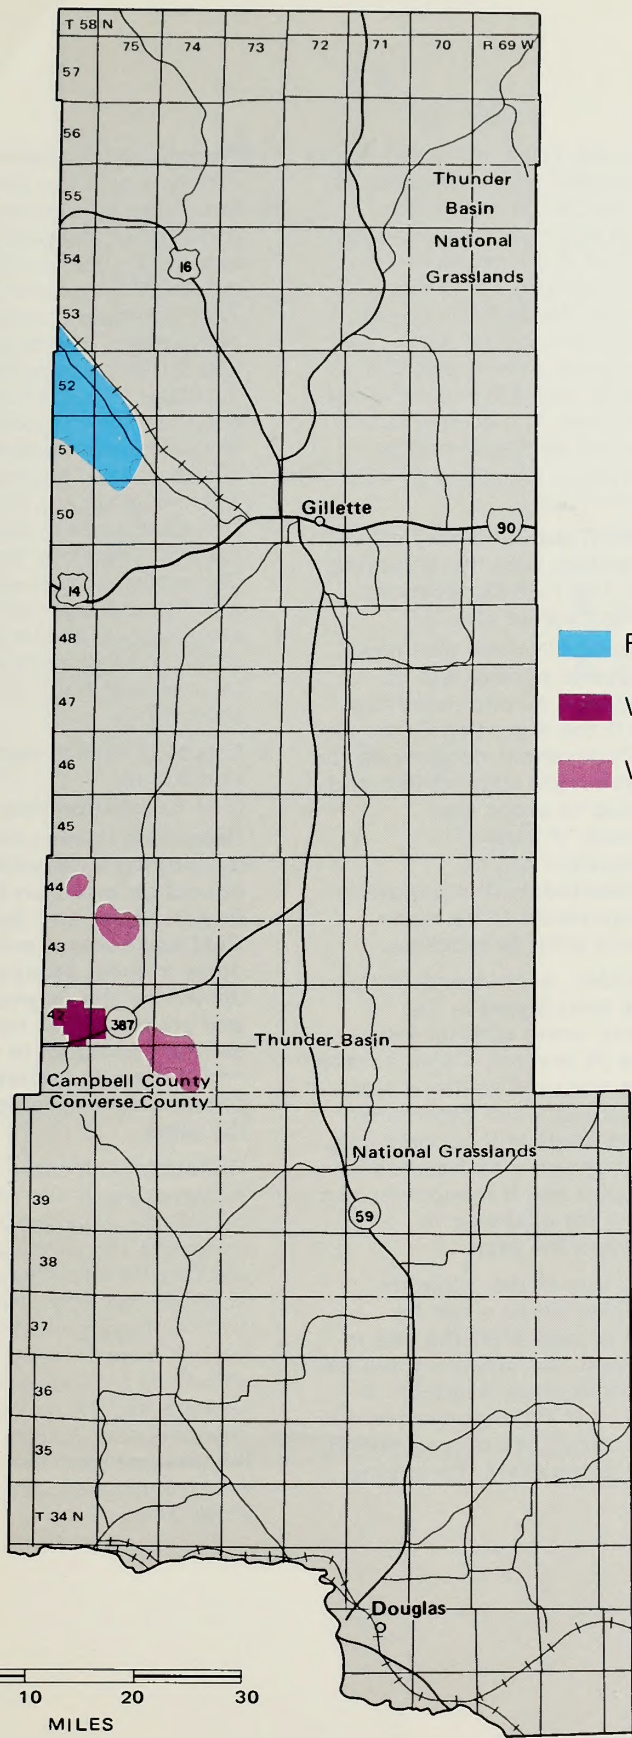 T 58 N
75 74 73 72 71 70 R 69 W
57
56
Thunder
55
Basin
National
54
16
Grasslands
53
52
51
50
Gillette
90
14
48
F
47
V
46
V
45
44
43
42
387
Thunder Basin
Campbell County
Converse County
National Grasslands
39
59
38
37
36
35
T 34 N
Douglas
10 20 30
MILES